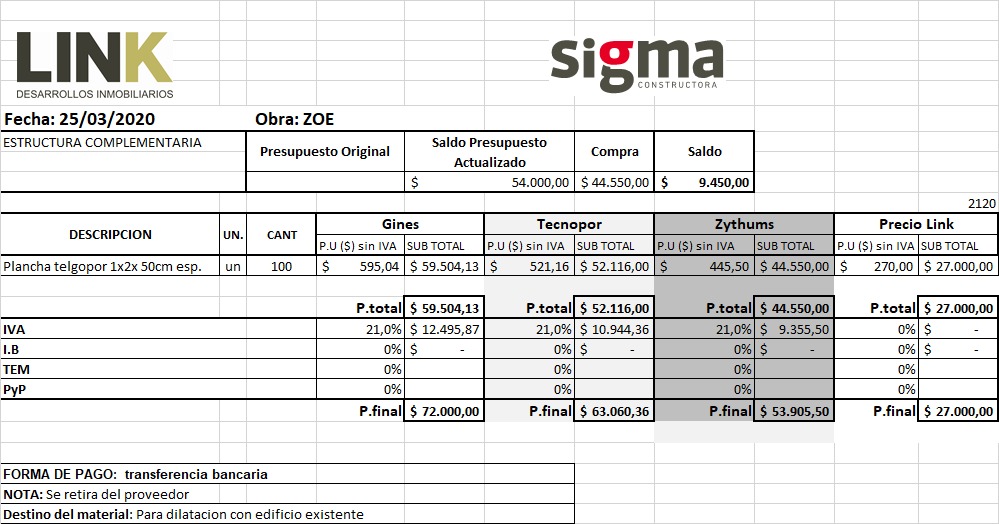 LINK
DESARROLLOS INMOBILIARIOS
sigma
CONSTRUCTORA
Fecha: 25/03/2020 Obra: ZOE
ESTRUCTURA COMPLEMENTARIA
Presupuesto Original Saldo Presupuesto Actualizado Compra Saldo
$ 54.000,00 $ 44.550,00 $ 9.450,00
2120
DESCRIPCION UN. CANT Gines Tecnopor Zythums Precio Link
P.U ($) sin IVA SUB TOTAL P.U ($) sin IVA SUB TOTAL P.U ($) sin IVA SUB TOTAL P.U ($) sin IVA SUB TOTAL
Plancha telgopor 1x2x 50cm esp. un 100 $ 595,04 $ 59.504,13 $ 521,16 $ 52.116,00 $ 445,50 $ 44.550,00 $ 270,00 $ 27.000,00
P.total $ 59.504,13 P.total $ 52.116,00 P.total $ 44.550,00 P.total $ 27.000,00
IVA 21,0% $ 12.495,87 21,0% $ 10.944,36 21,0% $ 9.355,50 0% $ -
I.B 0% $ - 0% $ - 0% $ - 0% $ -
TEM 0% 0% 0% 0%
PyP 0% 0% 0% 0%
P.final $ 72.000,00 P.final $ 63.060,36 P.final $ 53.905,50 P.final $ 27.000,00
FORMA DE PAGO: transferencia bancaria
NOTA: Se retira del proveedor
Destino del material: Para dilatacion con edificio existente